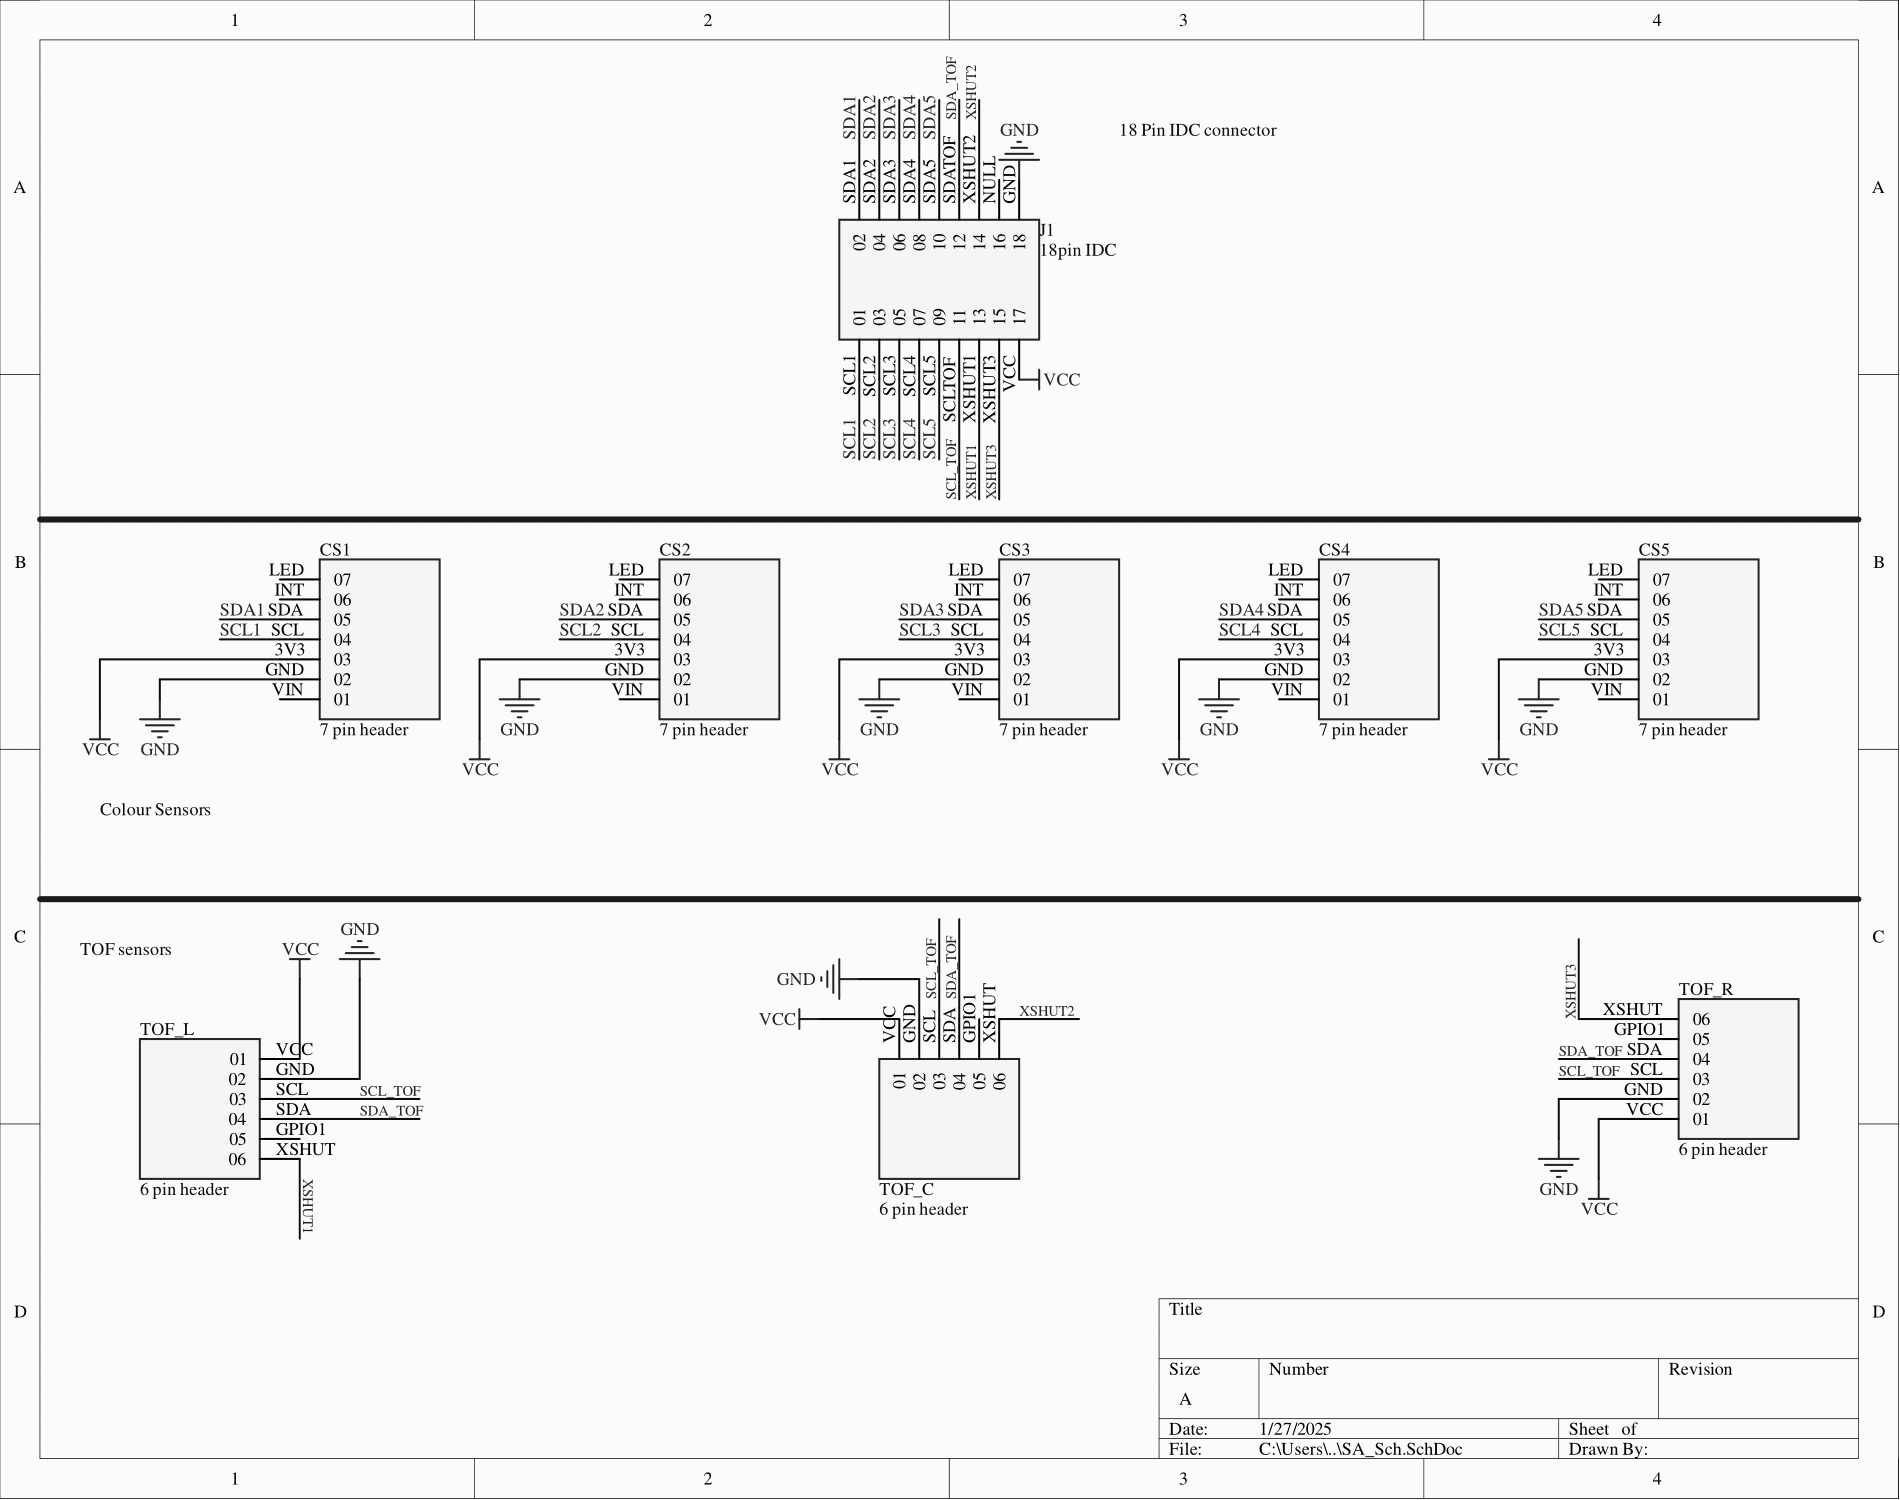 1 2 3 4
A A
B B
C C
D D
SDA1 SDA2 SDA3 SDA4 SDA5 SDA_TOF XSHUT2
GND
18 Pin IDC connector
SDA1 SDA2 SDA3 SDA4 SDA5 SDATOF XSHUT2 NULL GND
02 04 06 08 10 12 14 16 18
J1
18pin IDC
01 03 05 07 09 11 13 15 17
SCL1 SCL2 SCL3 SCL4 SCL5 SCLTOF XSHUT1 XSHUT3 VCC
VCC
SCL1 SCL2 SCL3 SCL4 SCL5 SCL_TOF XSHUT1 XSHUT3
CS1
LED 07
INT 06
SDA1 SDA 05
SCL1 SCL 04
3V3 03
GND 02
VIN 01
7 pin header
VCC GND
CS2
LED 07
INT 06
SDA2 SDA 05
SCL2 SCL 04
3V3 03
GND 02
VIN 01
GND 7 pin header
VCC
CS3
LED 07
INT 06
SDA3 SDA 05
SCL3 SCL 04
3V3 03
GND 02
VIN 01
GND 7 pin header
VCC
CS4
LED 07
INT 06
SDA4 SDA 05
SCL4 SCL 04
3V3 03
GND 02
VIN 01
GND 7 pin header
VCC
CS5
LED 07
INT 06
SDA5 SDA 05
SCL5 SCL 04
3V3 03
GND 02
VIN 01
GND 7 pin header
VCC
Colour Sensors
TOF sensors
VCC GND
TOF_L
01 VCC
02 GND
03 SCL SCL_TOF
04 SDA SDA_TOF
05 GPIO1
06 XSHUT
6 pin header
XSHUT1
SCL_TOF SDA_TOF
GND
VCC
XSHUT2
VCC GND SCL SDA GPIO1 XSHUT
01 02 03 04 05 06
TOF_C
6 pin header
XSHUT3
TOF_R
XSHUT 06
GPIO1 05
SDA_TOF SDA 04
SCL_TOF SCL 03
GND 02
VCC 01
6 pin header
GND
VCC
Title
Size Number Revision
A
Date: 1/27/2025 Sheet of
File: C:\Users\..\SA_Sch.SchDoc Drawn By:
1 2 3 4